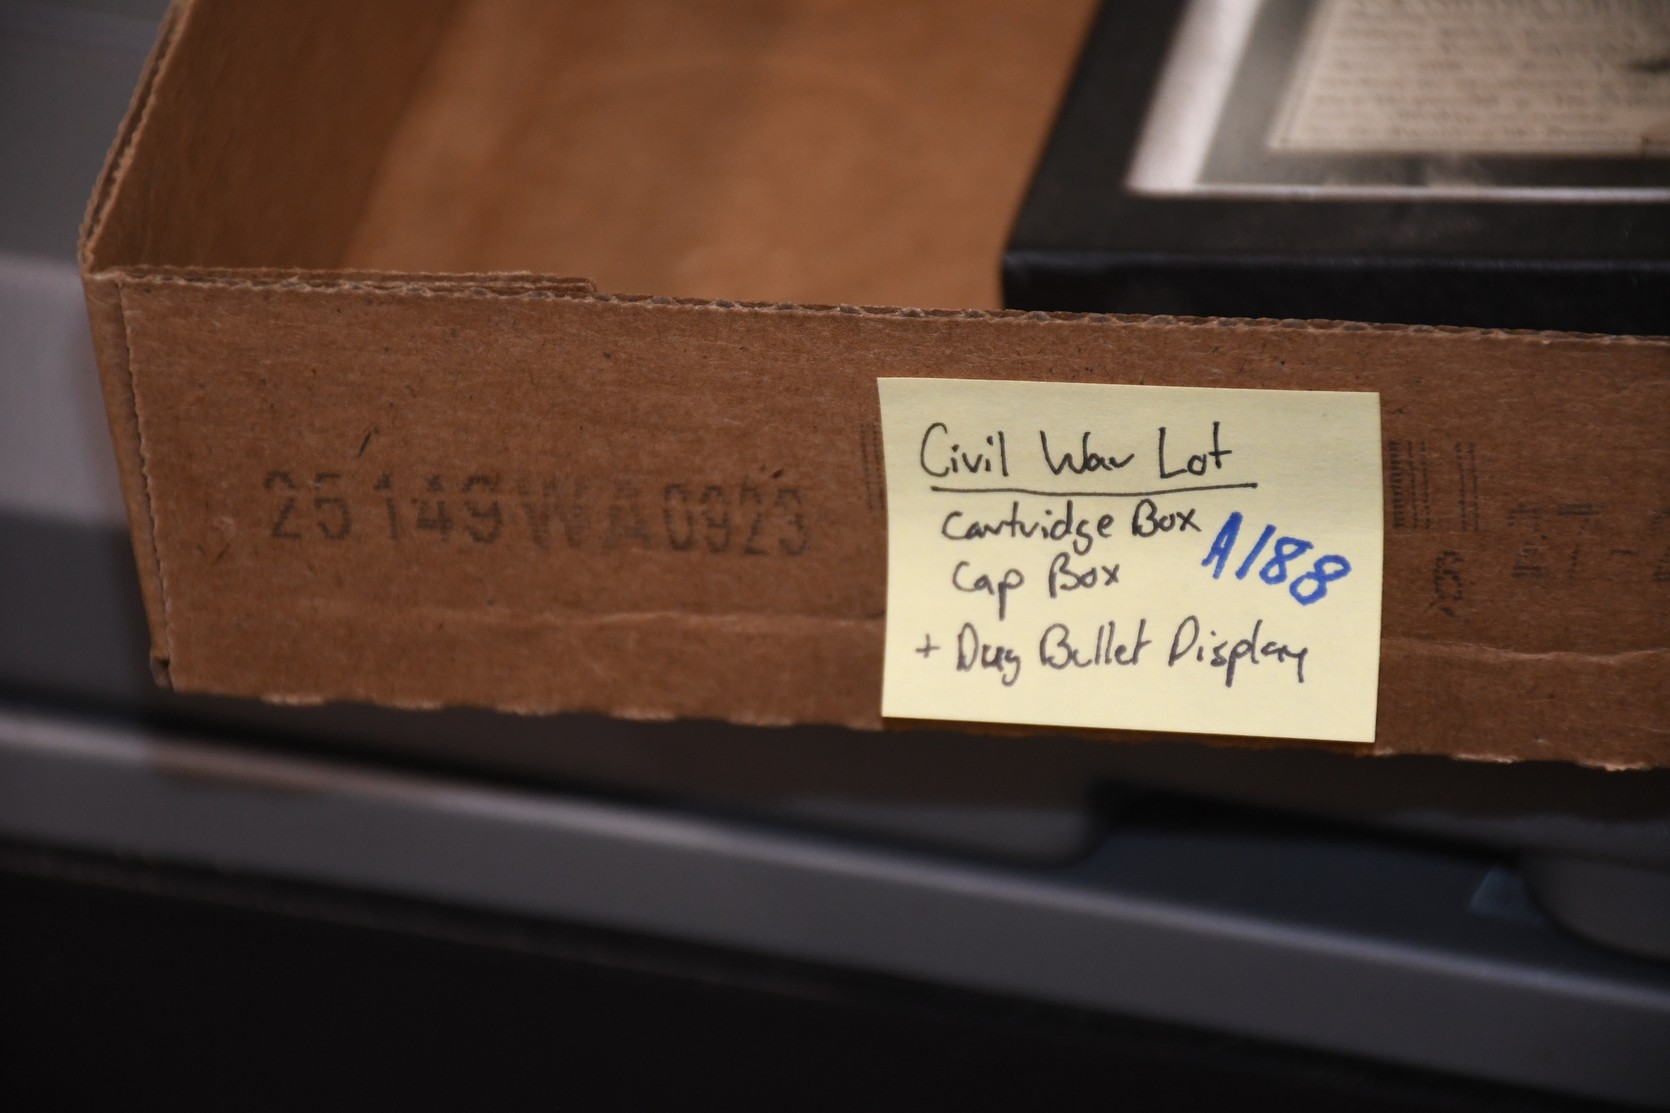 25149WA0923
Civil War Lot
Cartridge Box
A188
Cap Box
+ Dug Bullet Display